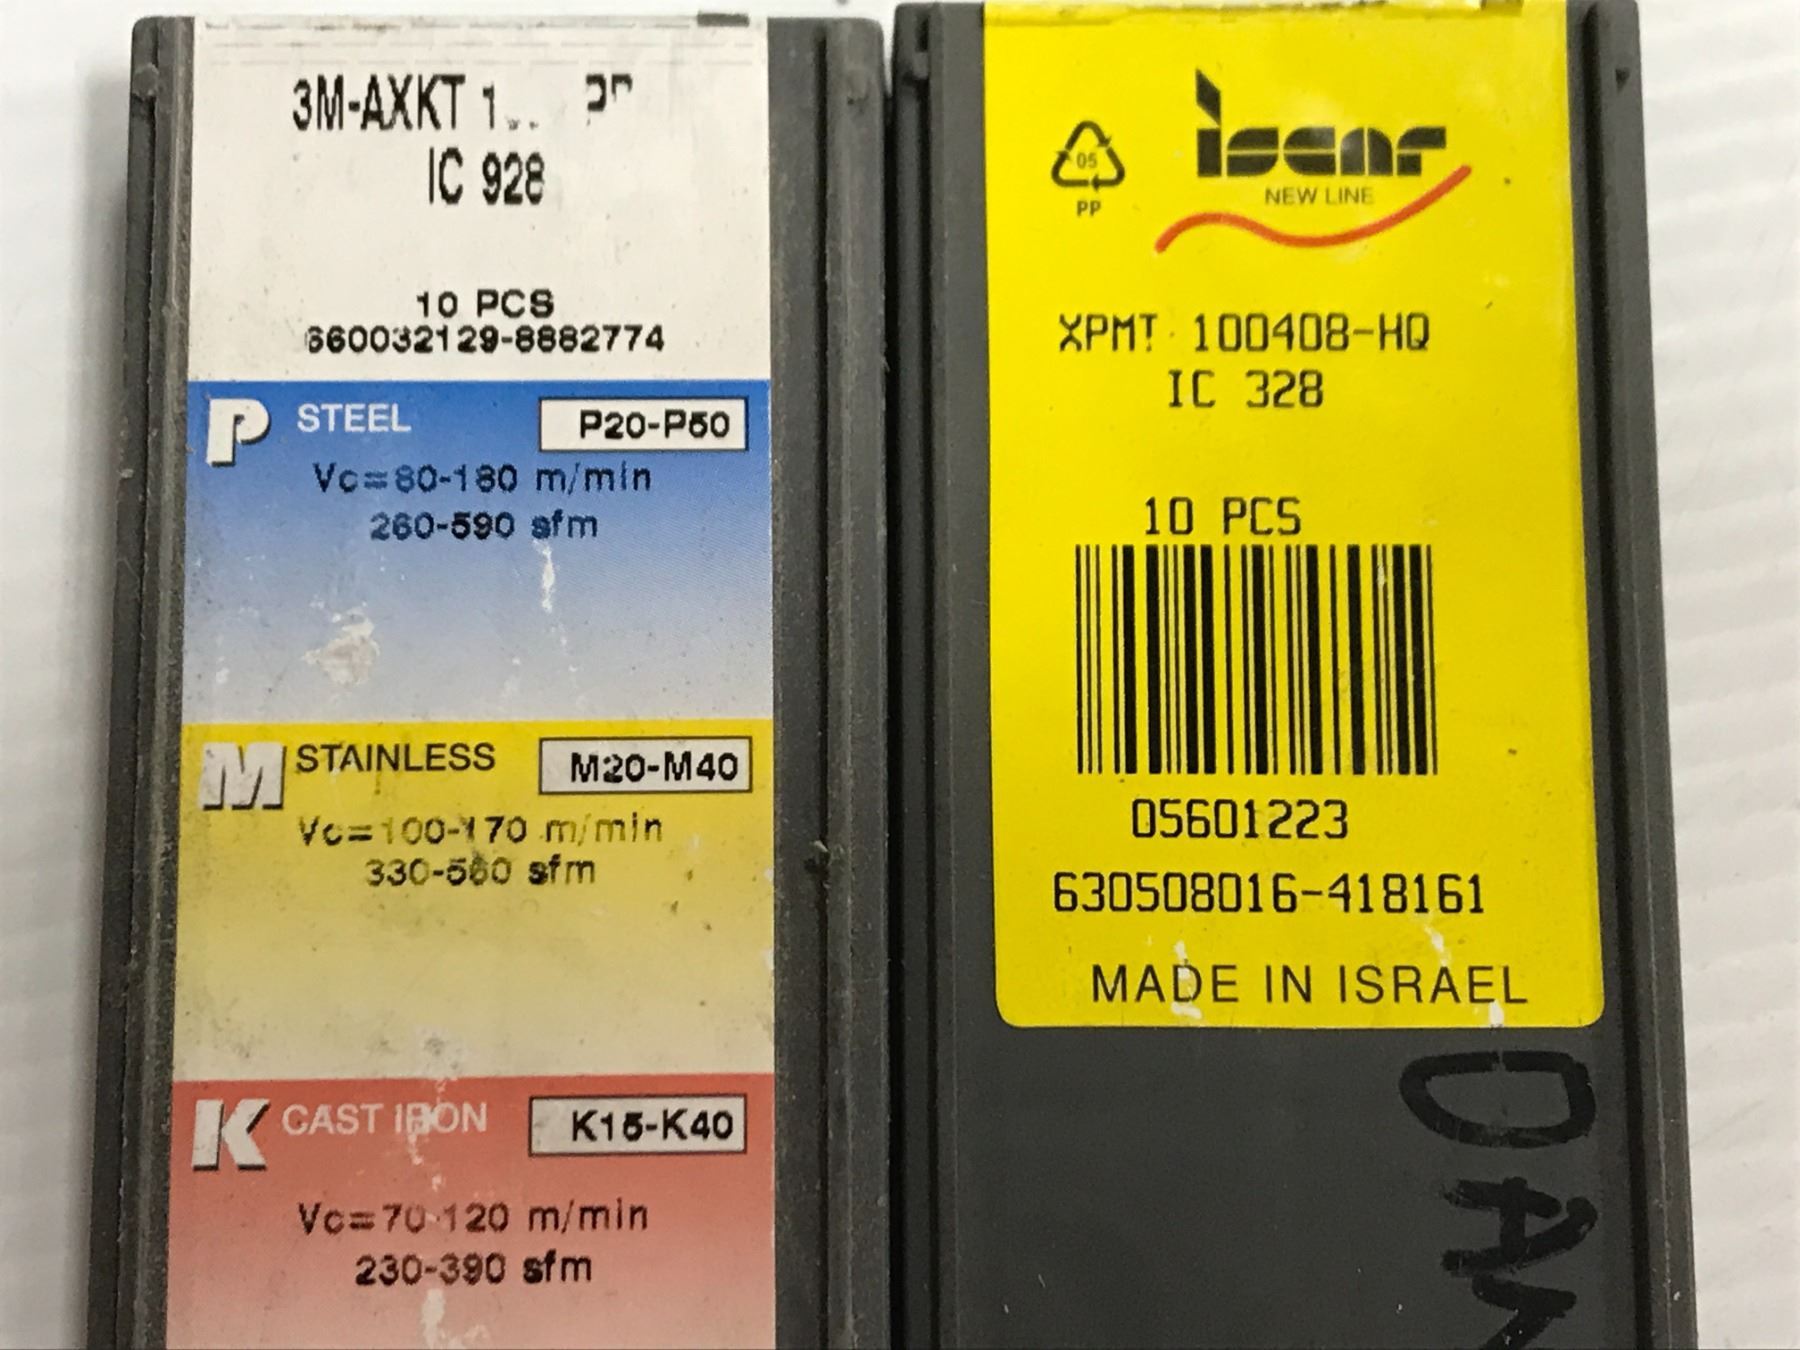 3M-AXKT
IC 928
10 PCS
660032129-8882774
P STEEL P20-P50
Vc=80-180 m/min
260-590 sfm
M STAINLESS M20-M40
Vc=100-170 m/min
330-560 sfm
K CAST IRON K15-K40
Vc=70-120 m/min
230-390 sfm
05
PP
iscar
NEW LINE
XPMT 100408-HQ
IC 328
10 PCS
05601223
630508016-418161
MADE IN ISRAEL